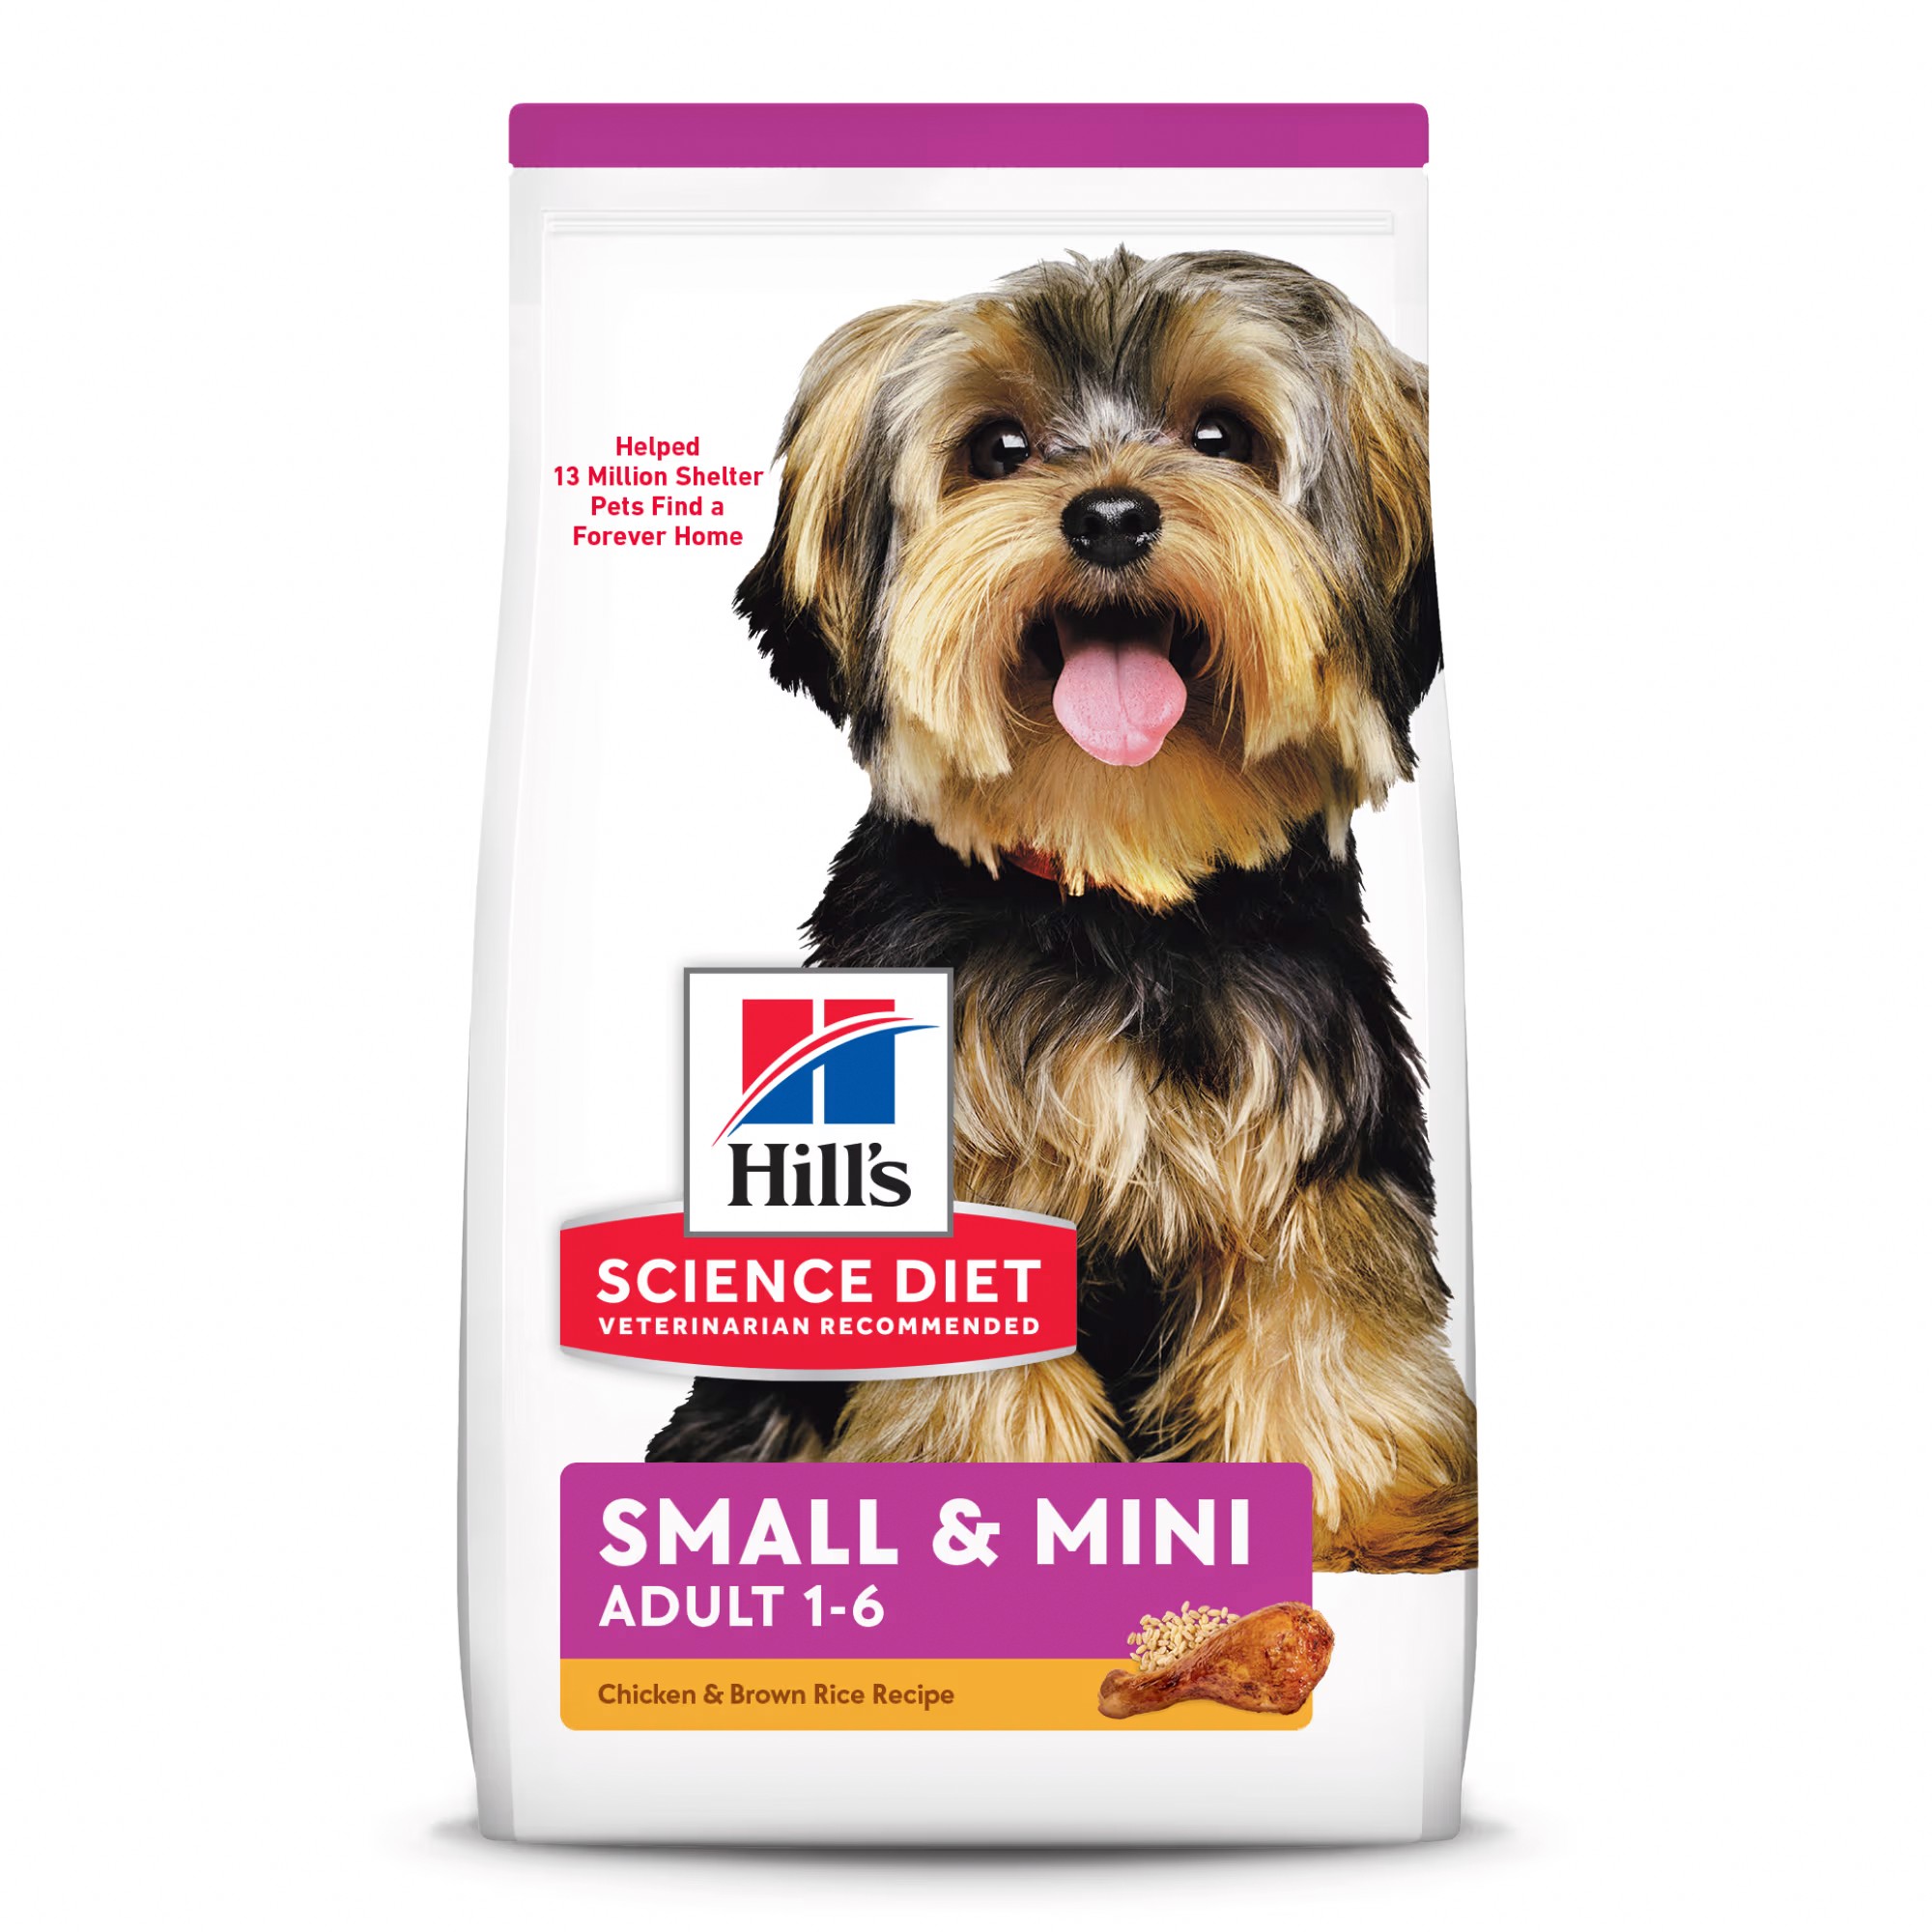 Helped
13 Million Shelter
Pets Find a
Forever Home
Hill's
SCIENCE DIET
VETERINARIAN RECOMMENDED
SMALL & MINI
ADULT 1-6
Chicken & Brown Rice Recipe